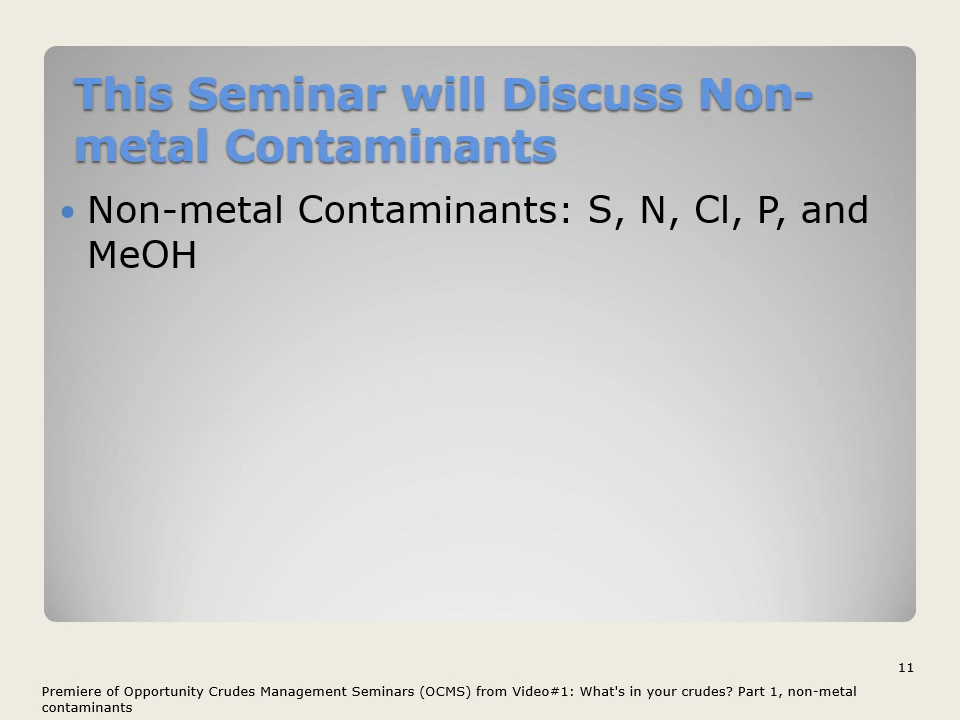 This Seminar will Discuss Non-
metal Contaminants
Non-metal Contaminants: S, N, Cl, P, and
MeOH
11
Premiere of Opportunity Crudes Management Seminars (OCMS) from Video#1: What's in your crudes? Part 1, non-metal
contaminants